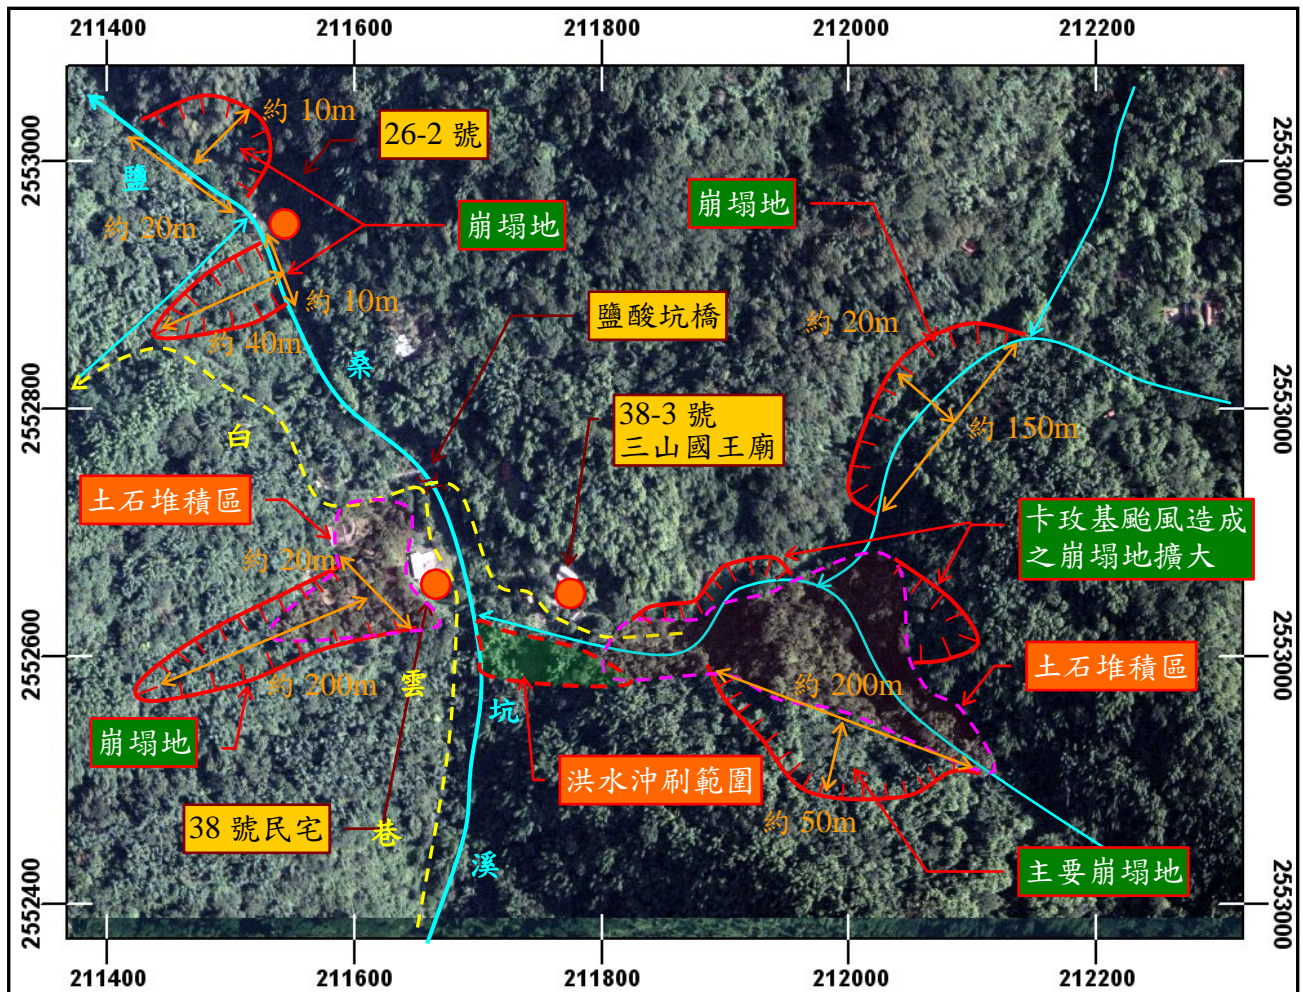 211400
211600
211800
212000
212200
約 10m
26-2 號
2553000
2553000
鹽
崩塌地
崩塌地
約 20m
約 10m
鹽酸坑橋
約 20m
約 40m
桑
2552800
2553000
38-3 號
三山國王廟
白
約 150m
土石堆積區
卡玫基颱風造成
之崩塌地擴大
約 20m
2552600
2553000
土石堆積區
約 200m
雲
約 200m
坑
崩塌地
洪水沖刷範圍
38 號民宅
巷
約 50m
溪
主要崩塌地
2552400
2553000
211400
211600
211800
212000
212200